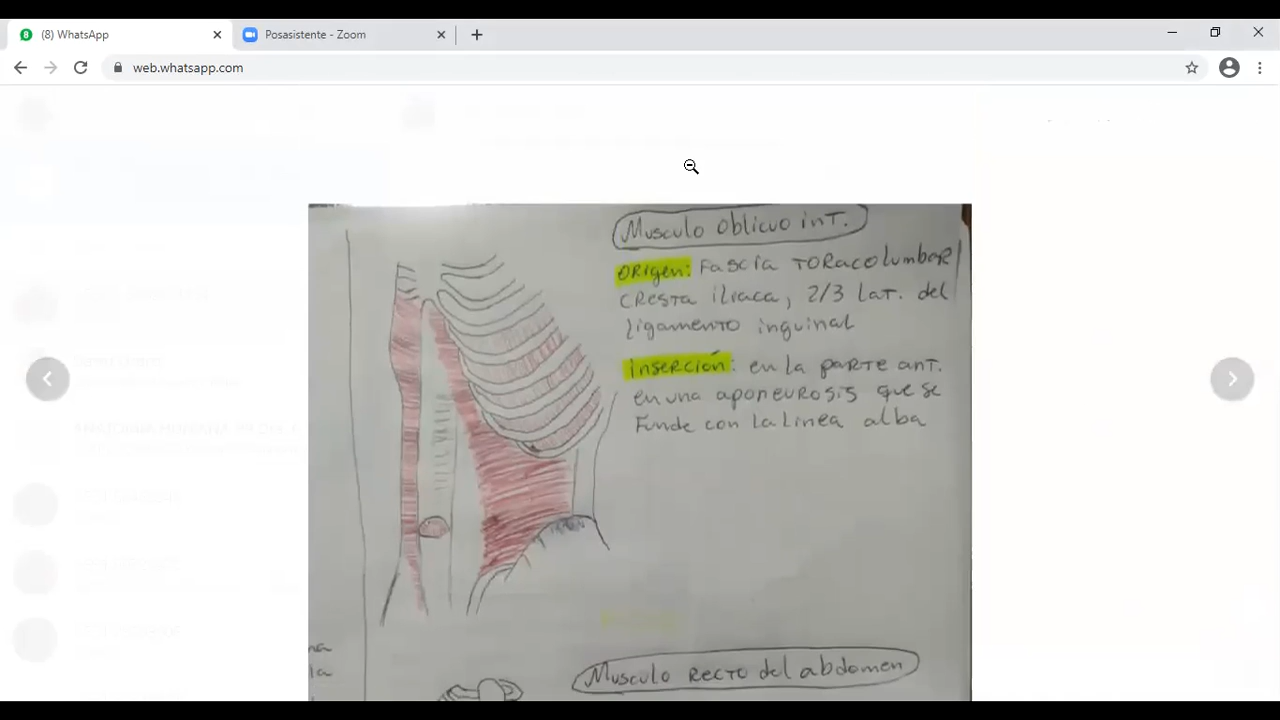 (8) WhatsApp
Posasistente - Zoom
web.whatsapp.com
Musculo oblicuo inT.
ORigen: Fascia TORacolumbar/
CResta iliaca, 2/3 Lat. del
Ligamento inguinal
inserción: en la paRTe anT.
en una aponeurosis que se
Funde con la linea alba
la
Musculo RecTo del abdomen